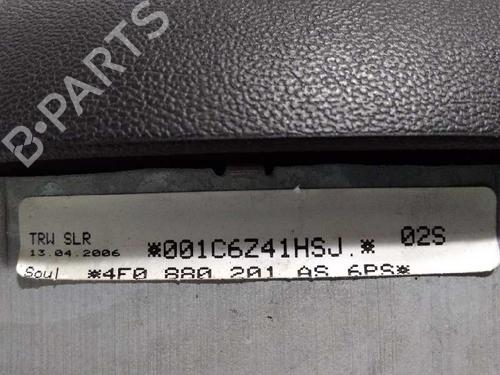 B-PARTS
TRW SLR
13.04.2006
*001C6Z41HSJ.* 02S
Soul *4F0 880 201 AS 6PS*